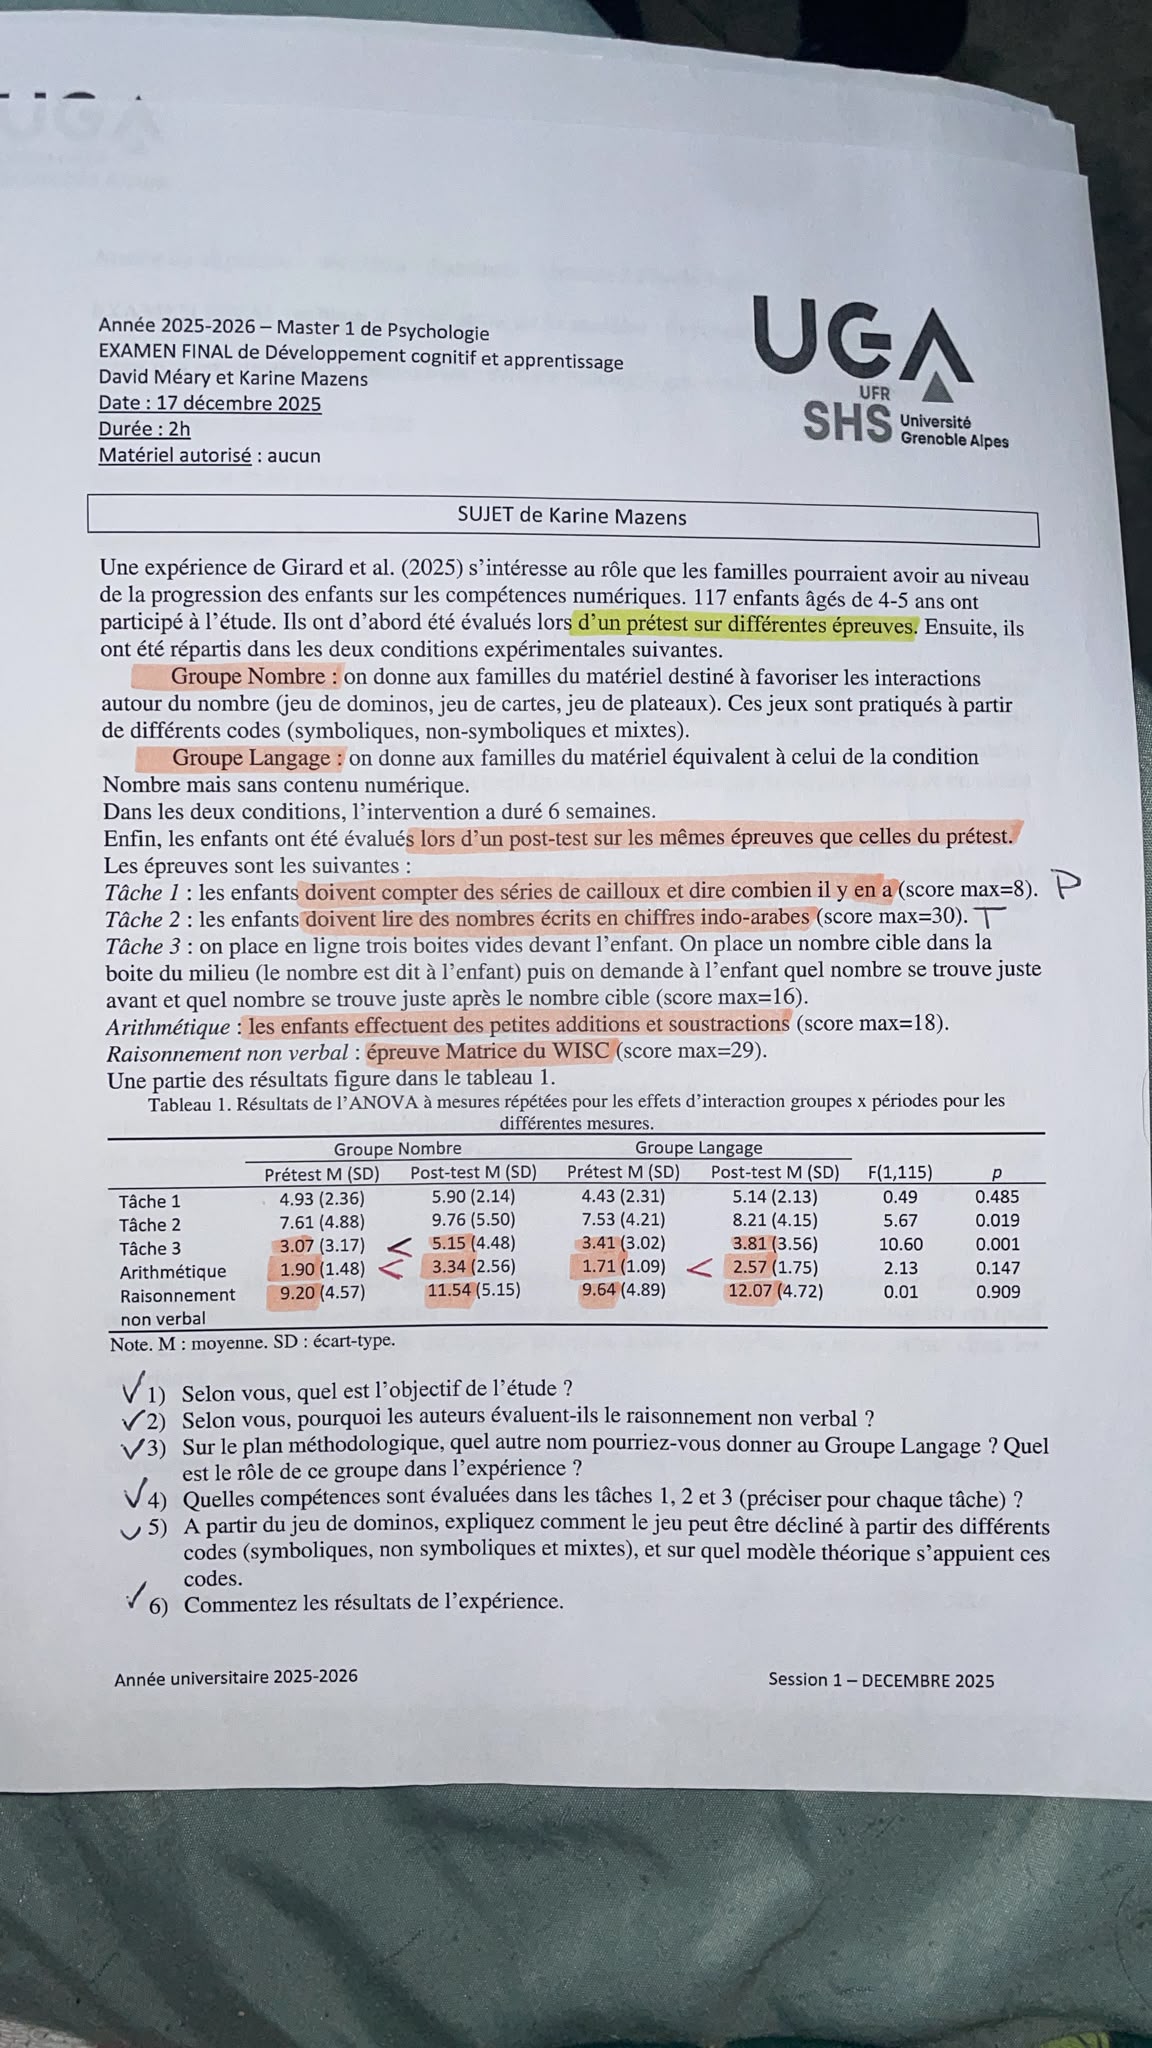 UGA
Année 2025-2026 – Master 1 de Psychologie
EXAMEN FINAL de Développement cognitif et apprentissage
David Méary et Karine Mazens
Date : 17 décembre 2025
Durée : 2h
Matériel autorisé : aucun
UGA
UFR
SHS Université
Grenoble Alpes
SUJET de Karine Mazens
Une expérience de Girard et al. (2025) s’intéresse au rôle que les familles pourraient avoir au niveau
de la progression des enfants sur les compétences numériques. 117 enfants âgés de 4-5 ans ont
participé à l’étude. Ils ont d’abord été évalués lors d’un prétest sur différentes épreuves. Ensuite, ils
ont été répartis dans les deux conditions expérimentales suivantes.
Groupe Nombre : on donne aux familles du matériel destiné à favoriser les interactions
autour du nombre (jeu de dominos, jeu de cartes, jeu de plateaux). Ces jeux sont pratiqués à partir
de différents codes (symboliques, non-symboliques et mixtes).
Groupe Langage : on donne aux familles du matériel équivalent à celui de la condition
Nombre mais sans contenu numérique.
Dans les deux conditions, l’intervention a duré 6 semaines.
Enfin, les enfants ont été évalués lors d’un post-test sur les mêmes épreuves que celles du prétest.
Les épreuves sont les suivantes :
Tâche 1 : les enfants doivent compter des séries de cailloux et dire combien il y en a (score max=8). P
Tâche 2 : les enfants doivent lire des nombres écrits en chiffres indo-arabes (score max=30). T
Tâche 3 : on place en ligne trois boites vides devant l’enfant. On place un nombre cible dans la
boite du milieu (le nombre est dit à l’enfant) puis on demande à l’enfant quel nombre se trouve juste
avant et quel nombre se trouve juste après le nombre cible (score max=16).
Arithmétique : les enfants effectuent des petites additions et soustractions (score max=18).
Raisonnement non verbal : épreuve Matrice du WISC (score max=29).
Une partie des résultats figure dans le tableau 1.
Tableau 1. Résultats de l’ANOVA à mesures répétées pour les effets d’interaction groupes x périodes pour les
différentes mesures.
Groupe Nombre Groupe Langage
Prétest M (SD) Post-test M (SD) Prétest M (SD) Post-test M (SD) F(1,115) p
Tâche 1 4.93 (2.36) 5.90 (2.14) 4.43 (2.31) 5.14 (2.13) 0.49 0.485
Tâche 2 7.61 (4.88) 9.76 (5.50) 7.53 (4.21) 8.21 (4.15) 5.67 0.019
Tâche 3 3.07 (3.17) < 5.15 (4.48) 3.41 (3.02) 3.81 (3.56) 10.60 0.001
Arithmétique 1.90 (1.48) < 3.34 (2.56) 1.71 (1.09) < 2.57 (1.75) 2.13 0.147
Raisonnement 9.20 (4.57) 11.54 (5.15) 9.64 (4.89) 12.07 (4.72) 0.01 0.909
non verbal
Note. M : moyenne. SD : écart-type.
✓ 1) Selon vous, quel est l’objectif de l’étude ?
✓ 2) Selon vous, pourquoi les auteurs évaluent-ils le raisonnement non verbal ?
✓ 3) Sur le plan méthodologique, quel autre nom pourriez-vous donner au Groupe Langage ? Quel
est le rôle de ce groupe dans l’expérience ?
✓ 4) Quelles compétences sont évaluées dans les tâches 1, 2 et 3 (préciser pour chaque tâche) ?
✓ 5) A partir du jeu de dominos, expliquez comment le jeu peut être décliné à partir des différents
codes (symboliques, non symboliques et mixtes), et sur quel modèle théorique s’appuient ces
codes.
✓ 6) Commentez les résultats de l’expérience.
Année universitaire 2025-2026
Session 1 – DECEMBRE 2025